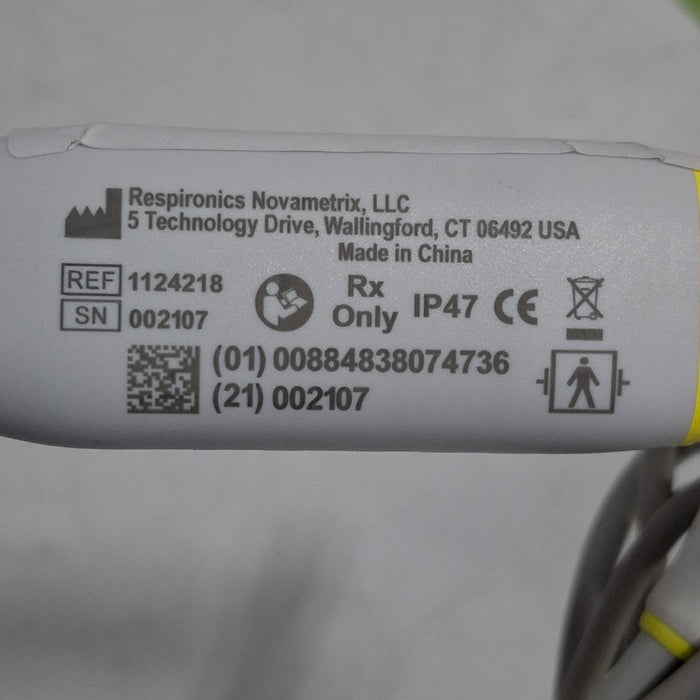 Respironics Novametrix, LLC
5 Technology Drive, Wallingford, CT 06492 USA
Made in China
REF 1124218
SN 002107
Rx
Only
IP47 CE
(01) 00884838074736
(21) 002107